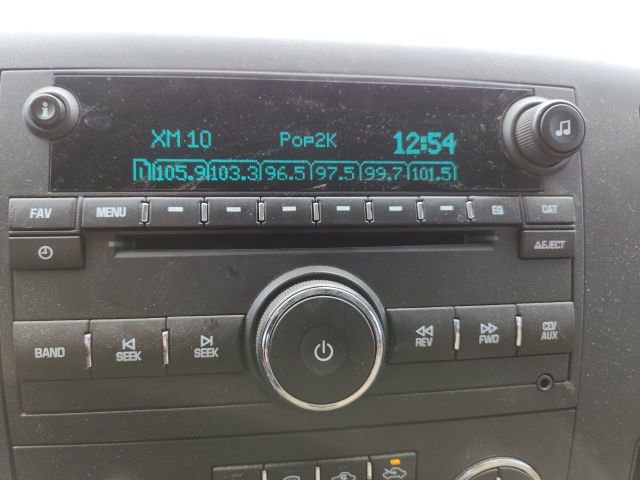 XM 10 Pop2K 12:54
105.9 103.3 96.5 97.5 99.7 101.5
FAV MENU CAT
EJECT
BAND SEEK SEEK REV FWD CD/AUX